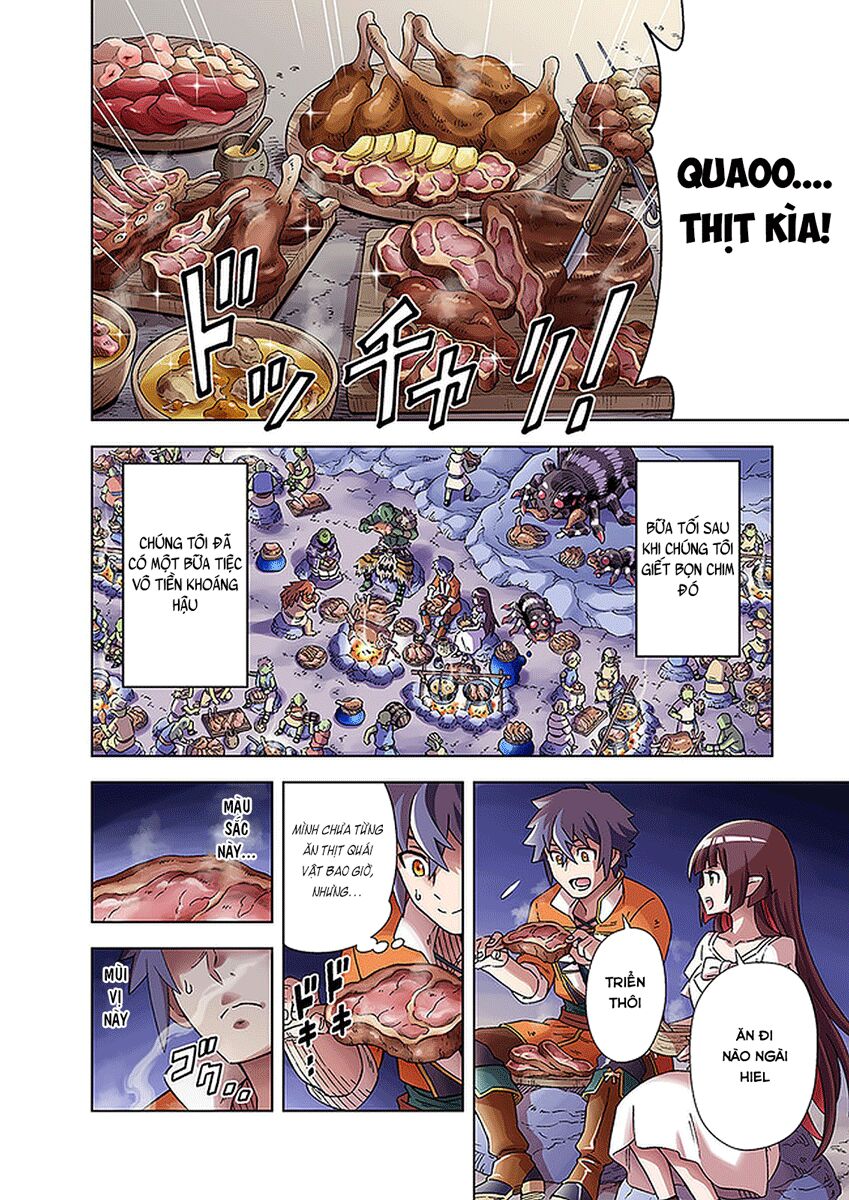 QUAOO....
THỊT KÌA!
ドッチャリ!
BỮA TỐI SAU
KHI CHÚNG TÔI
GIẾT BỌN CHIM
ĐÓ
CHÚNG TÔI ĐÃ
CÓ MỘT BỮA TIỆC
VÔ TIỀN KHOÁNG
HẬU
ĂN ĐI
NÀO NGÀI
HIEL
TRIỂN
THÔI
MÌNH CHƯA TỪNG
ĂN THỊT QUÁI
VẬT BAO GIỜ,
NHƯNG...
ドキドキ・・
MÀU
SẮC
NÀY...
MÙI
VỊ
NÀY
ゴク・・